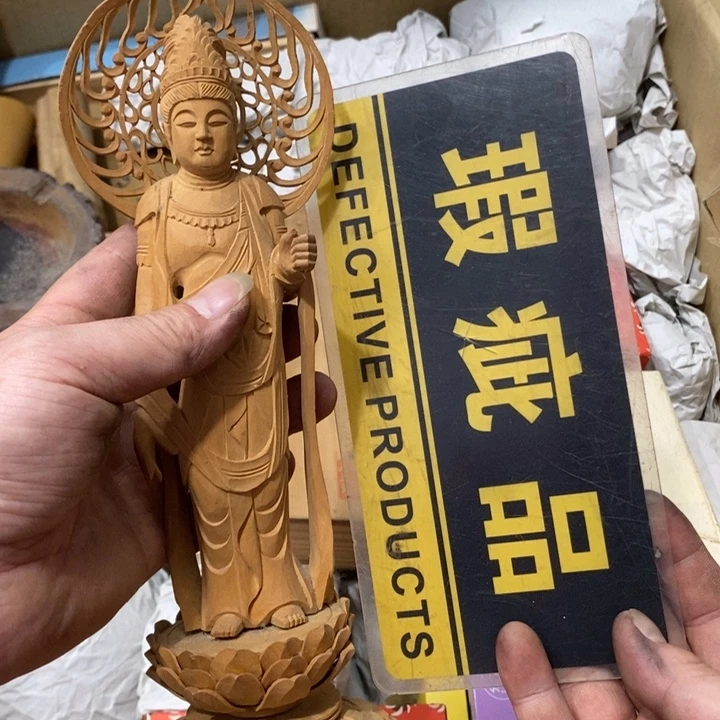 瑕疵品
DEFECTIVE PRODUCTS